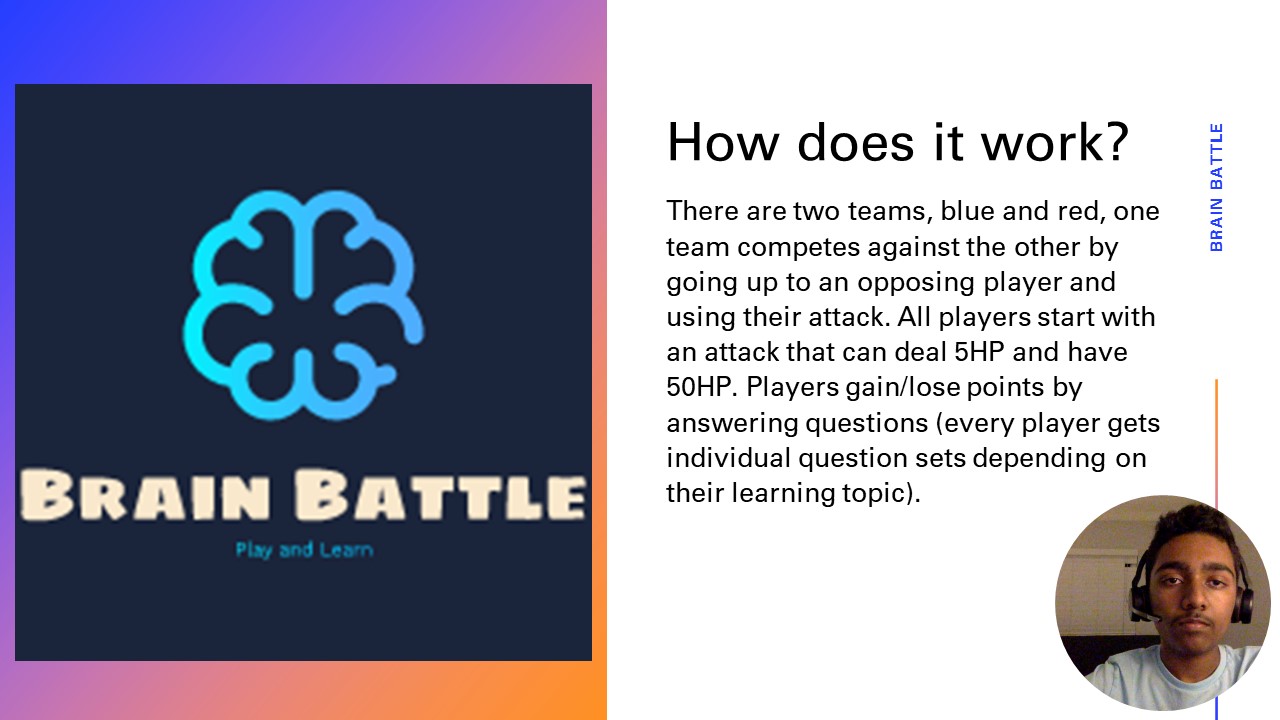 BRAIN BATTLE
Play and Learn
How does it work?
There are two teams, blue and red, one
team competes against the other by
going up to an opposing player and
using their attack. All players start with
an attack that can deal 5HP and have
50HP. Players gain/lose points by
answering questions (every player gets
individual question sets depending on
their learning topic).
BRAIN BATTLE